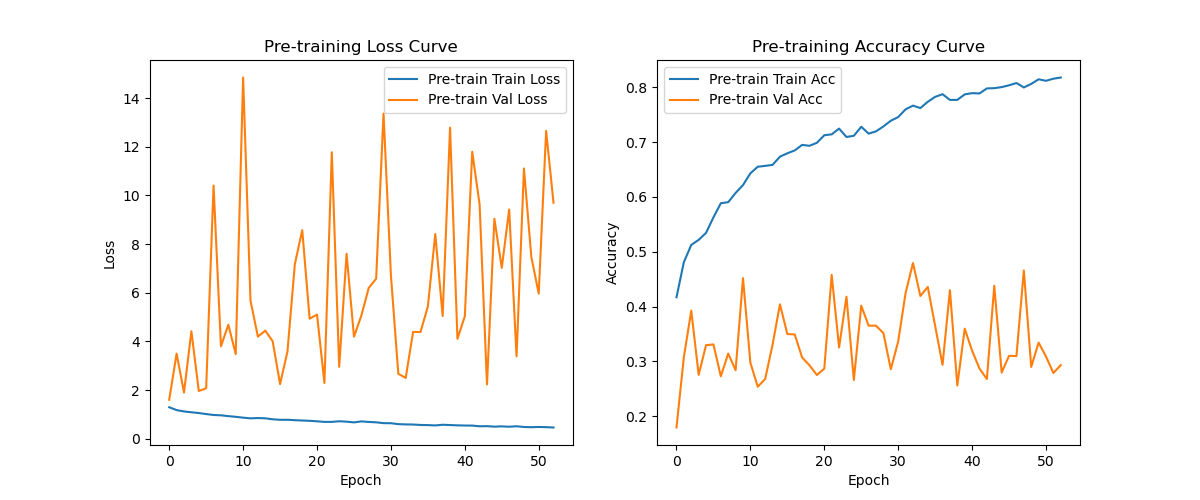 Pre-training Loss Curve
Pre-train Train Loss
Pre-train Val Loss
14
12
10
8
6
4
2
0
Loss
0 10 20 30 40 50
Epoch
Pre-training Accuracy Curve
Pre-train Train Acc
Pre-train Val Acc
0.8
0.7
0.6
0.5
0.4
0.3
0.2
Accuracy
0 10 20 30 40 50
Epoch